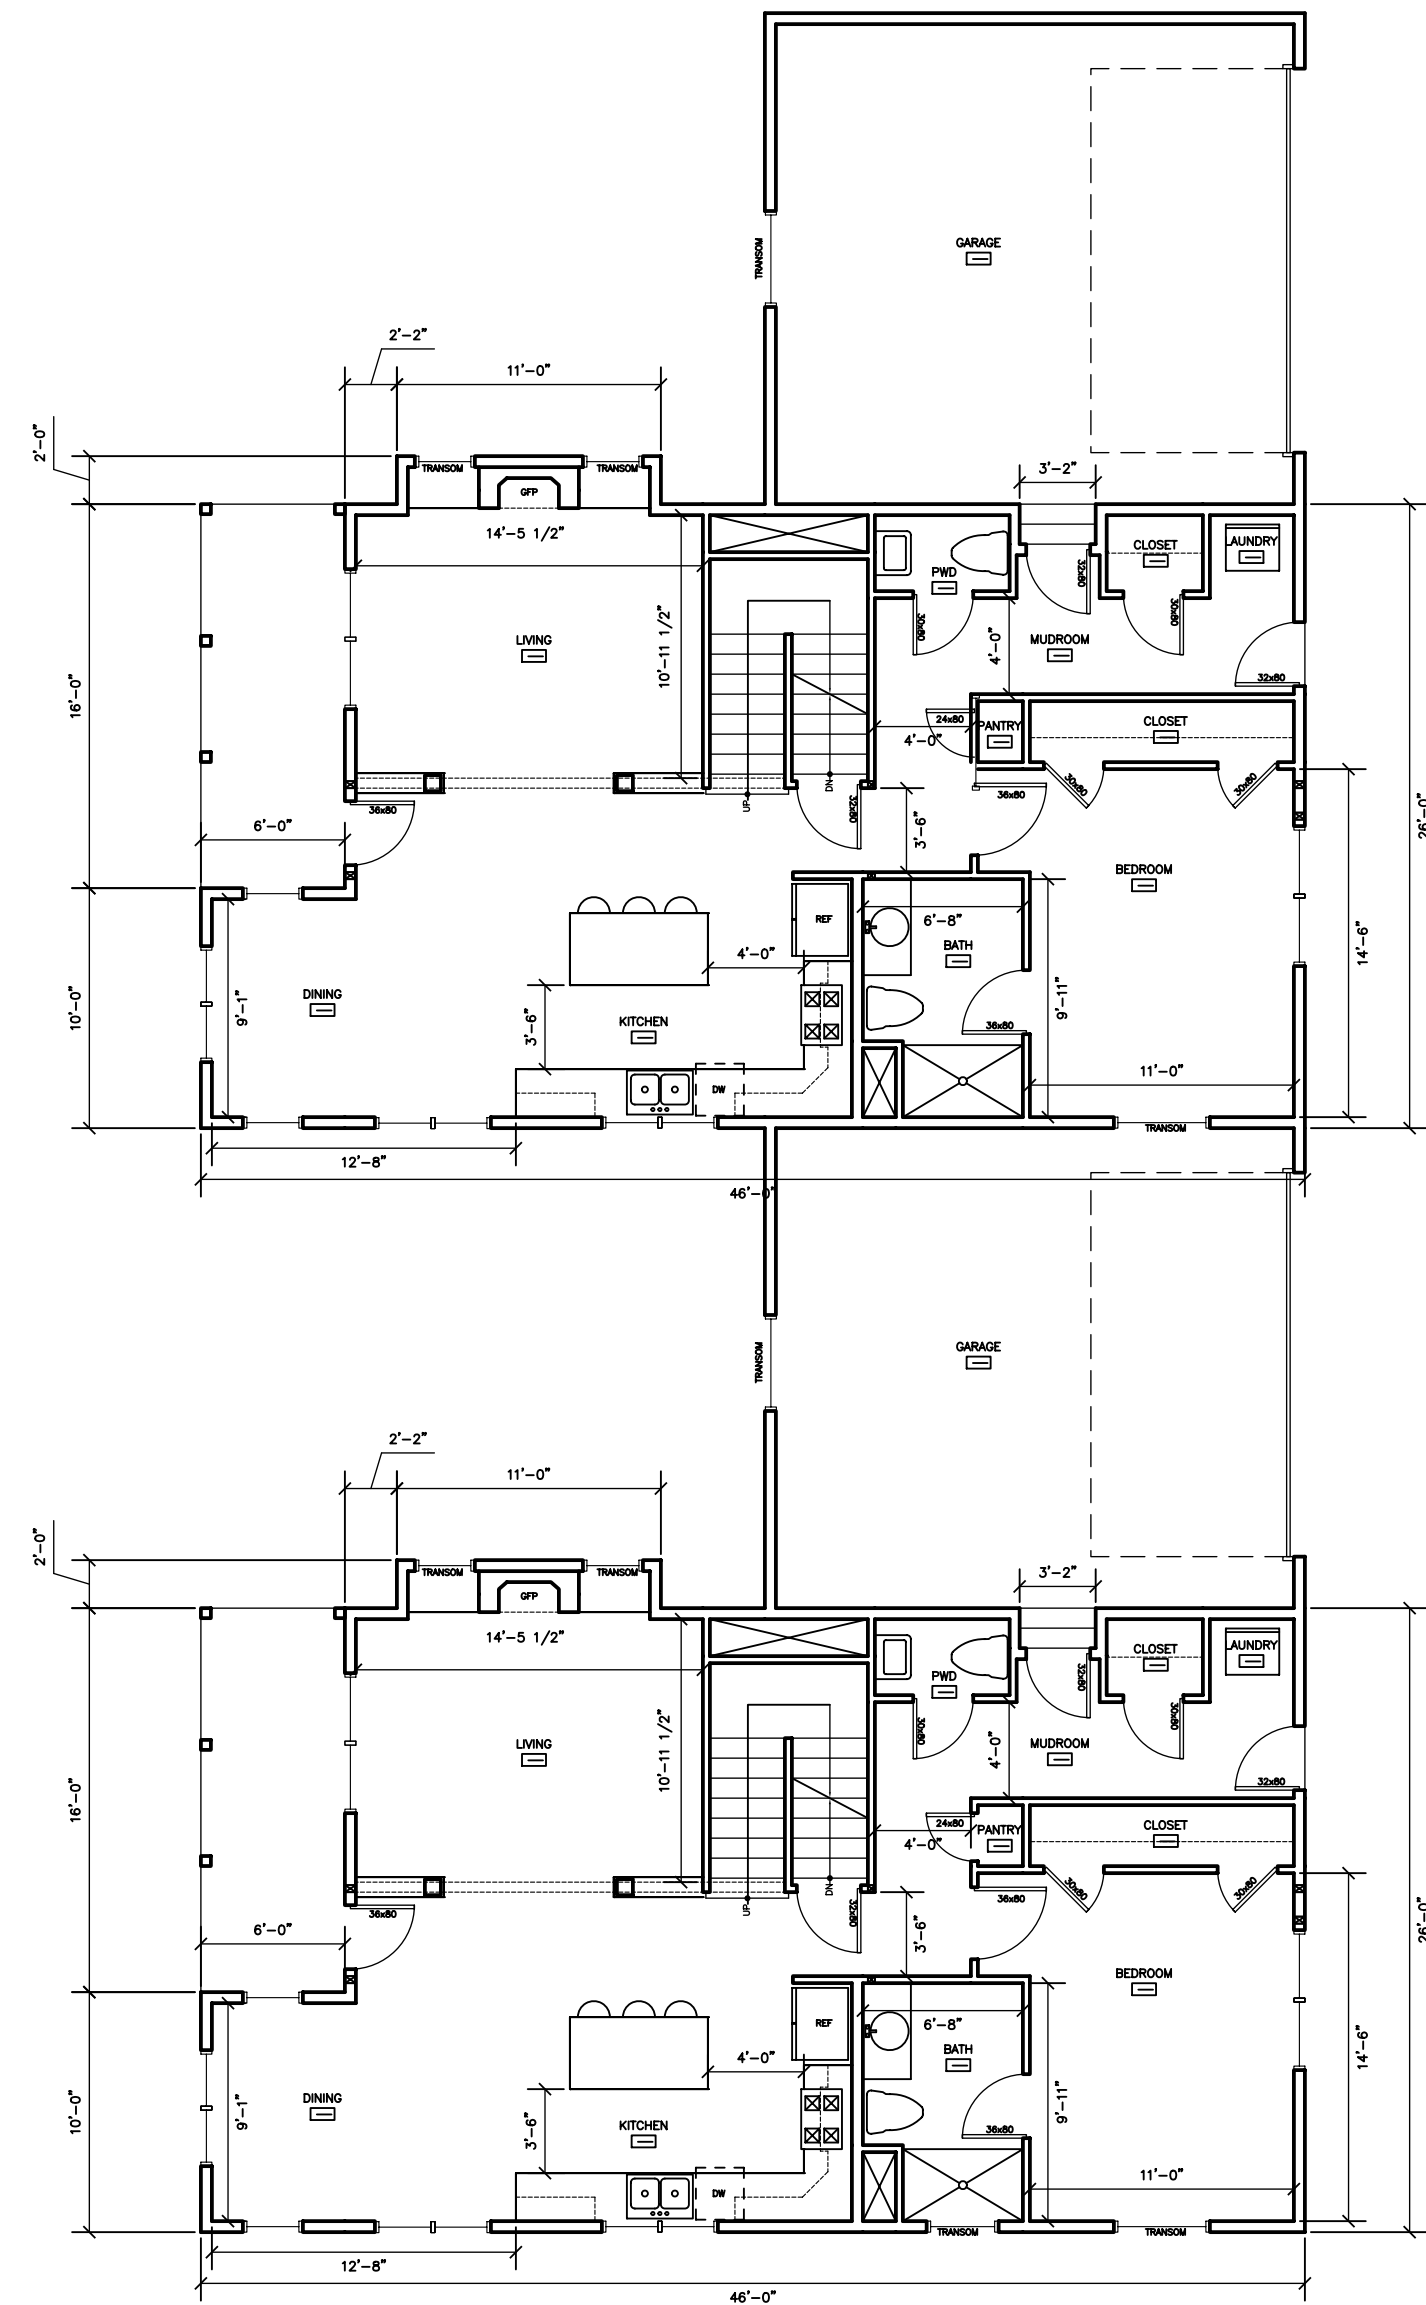 GARAGE
TRANSOM
2'-2"
11'-0"
2'-0"
TRANSOM
TRANSOM
3'-2"
GFP
14'-5 1/2"
CLOSET
LAUNDRY
PWD
32x80
30x80
30x80
10'-11 1/2"
LIVING
4'-0"
MUDROOM
32x80
16'-0"
24x80
PANTRY
CLOSET
4'-0"
30x80
30x80
36x80
DN
UP
32x80
36x80
26'-0"
6'-0"
3'-6"
BEDROOM
REF
6'-8"
BATH
14'-6"
4'-0"
DINING
9'-1"
10'-0"
9'-11"
KITCHEN
3'-6"
36x80
11'-0"
DW
TRANSOM
12'-8"
46'-0"
GARAGE
TRANSOM
2'-2"
11'-0"
2'-0"
TRANSOM
TRANSOM
3'-2"
GFP
14'-5 1/2"
CLOSET
LAUNDRY
PWD
32x80
30x80
30x80
10'-11 1/2"
LIVING
4'-0"
MUDROOM
32x80
16'-0"
24x80
PANTRY
CLOSET
4'-0"
30x80
30x80
36x80
DN
UP
32x80
36x80
26'-0"
6'-0"
3'-6"
BEDROOM
REF
6'-8"
BATH
14'-6"
4'-0"
DINING
9'-1"
10'-0"
9'-11"
KITCHEN
3'-6"
36x80
11'-0"
DW
TRANSOM
TRANSOM
12'-8"
46'-0"